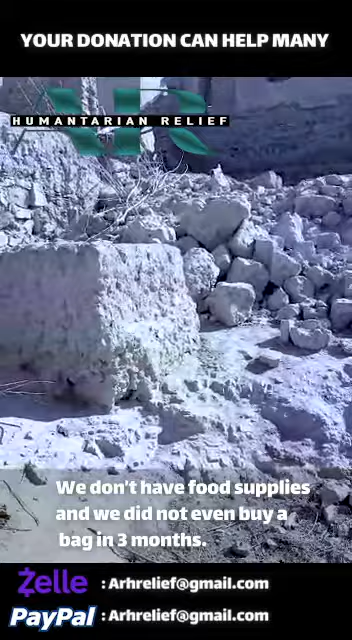 YOUR DONATION CAN HELP MANY
HR
HUMANTARIAN RELIEF
We don't have food supplies
and we did not even buy a
bag in 3 months.
Zelle : Arhrelief@gmail.com
PayPal : Arhrelief@gmail.com